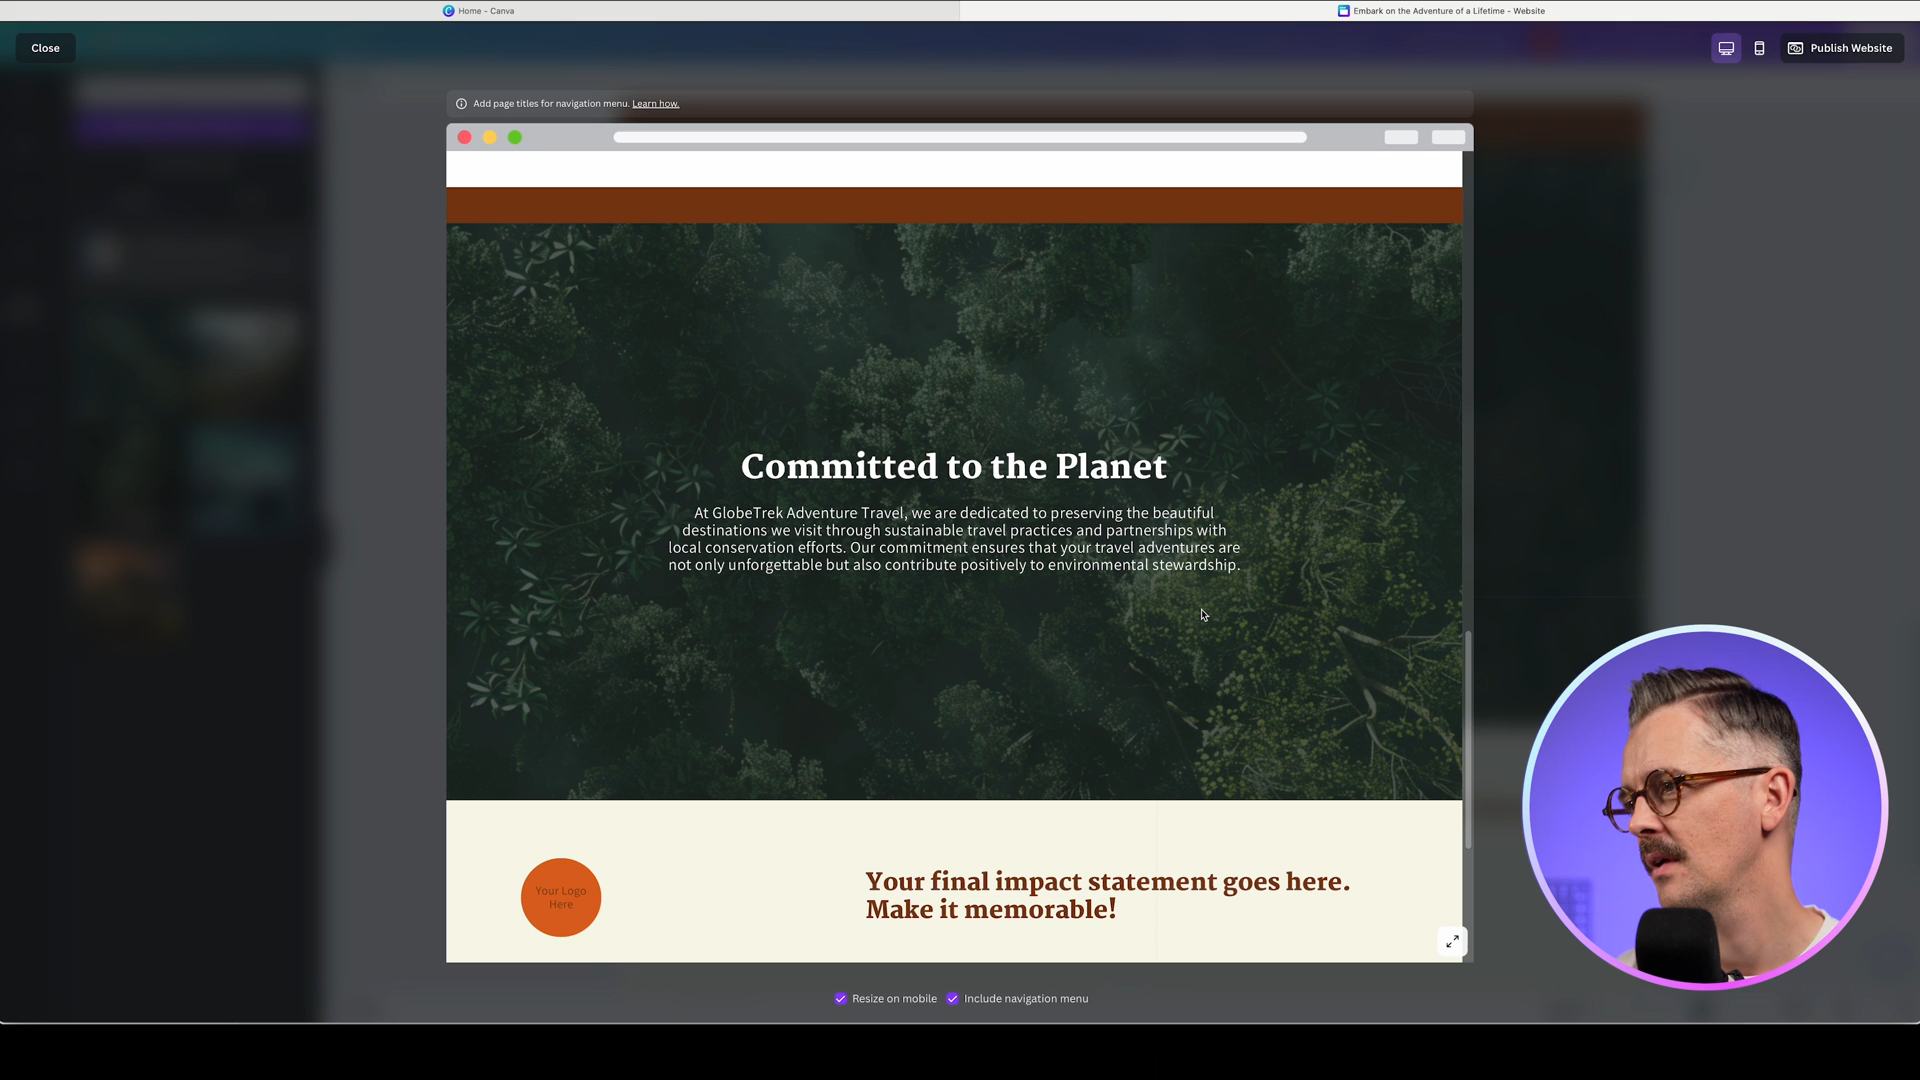 Home - Canva
Embark on the Adventure of a Lifetime - Website
Close
Publish Website
Add page titles for navigation menu. Learn how.
Committed to the Planet
At GlobeTrek Adventure Travel, we are dedicated to preserving the beautiful
destinations we visit through sustainable travel practices and partnerships with
local conservation efforts. Our commitment ensures that your travel adventures are
not only unforgettable but also contribute positively to environmental stewardship.
Your Logo
Here
Your final impact statement goes here.
Make it memorable!
Resize on mobile
Include navigation menu